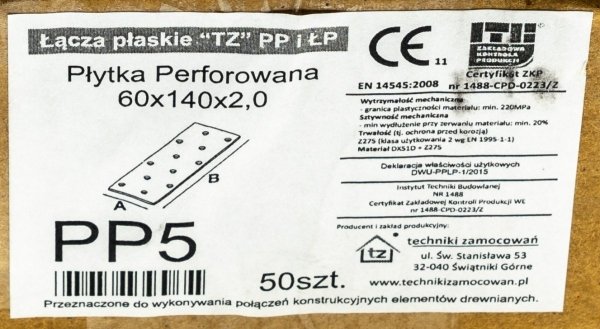 Łącza płaskie "TZ" PP i ŁP
Płytka Perforowana
60x140x2,0
A
B
PP5
50szt.
Przeznaczone do wykonywania połączeń konstrukcyjnych elementów drewnianych.
CE 11
ITB
ZAKŁADOWA
KONTROLA
PRODUKCJI
Certyfikat ZKP
EN 14545:2008 nr 1488-CPD-0223/Z
Wytrzymałość mechaniczna:
- granica plastyczności materiału: min. 220MPa
Sztywność mechaniczna
- min wydłużenie przy zerwaniu materiału: min. 20%
Trwałość (tj. ochrona przed korozją)
Z275 (klasa użytkowania 2 wg EN 1995-1-1)
Materiał DX51D + Z275
Deklaracja właściwości użytkowych
DWU-PPLP-1/2015
Instytut Techniki Budowlanej
NR 1488
Certyfikat Zakładowej Kontroli Produkcji WE
nr 1488-CPD-0223/Z
Producent i zakład produkcyjny:
tz
techniki zamocowań
ul. Św. Stanisława 53
32-040 Świątniki Górne
www.technikizamocowan.pl